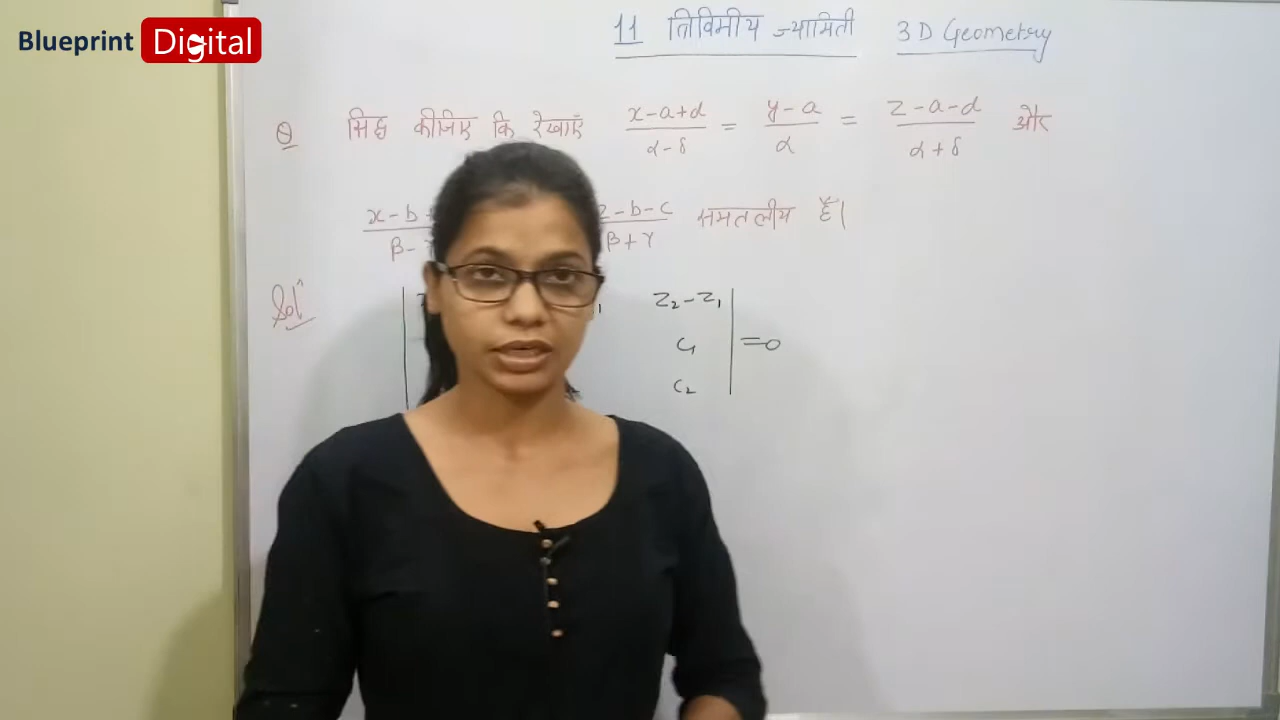 Blueprint Digital
11 त्रिविमीय ज्यामिती 3D Geometry
Q सिद्ध कीजिए कि रेखाएं (x-a+d)/(α-δ) = (y-a)/α = (z-a-d)/(α+δ) और
x-b z-b-c समतलीय हैं।
β- β+γ
Sol^n z₂-z₁
c₁ =0
c₂